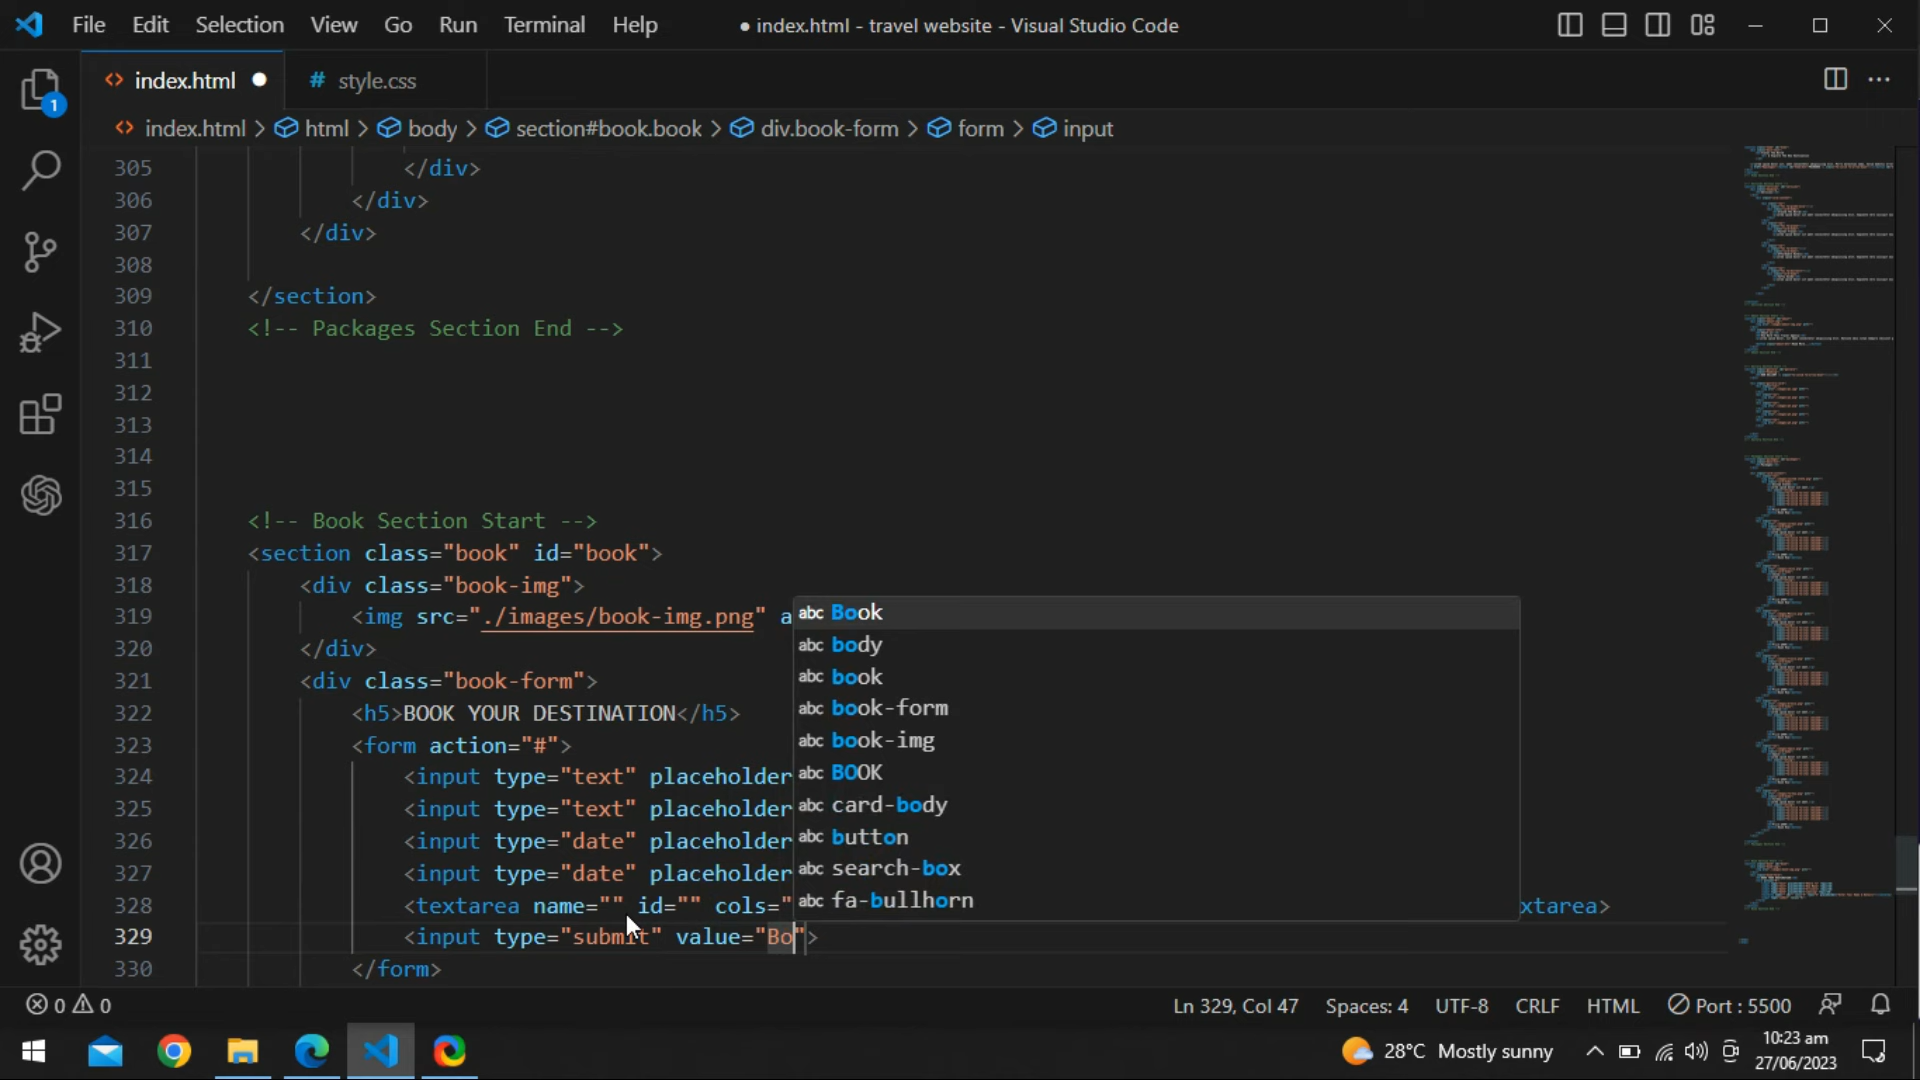 File Edit Selection View Go Run Terminal Help ● index.html - travel website - Visual Studio Code
<> index.html ● # style.css
<> index.html > html > body > section#book.book > div.book-form > form > input
1
305 </div>
306 </div>
307 </div>
308
309 </section>
310 <!-- Packages Section End -->
311
312
313
314
315
316 <!-- Book Section Start -->
317 <section class="book" id="book">
318 <div class="book-img">
319 <img src="./images/book-img.png" a
320 </div>
321 <div class="book-form">
322 <h5>BOOK YOUR DESTINATION</h5>
323 <form action="#">
324 <input type="text" placeholder
325 <input type="text" placeholder
326 <input type="date" placeholder
327 <input type="date" placeholder
328 <textarea name="" id="" cols=" xtarea>
329 <input type="submit" value="Bo">
330 </form>
abc Book
abc body
abc book
abc book-form
abc book-img
abc BOOK
abc card-body
abc button
abc search-box
abc fa-bullhorn
0 0 Ln 329, Col 47 Spaces: 4 UTF-8 CRLF HTML Port : 5500
28°C Mostly sunny 10:23 am
27/06/2023